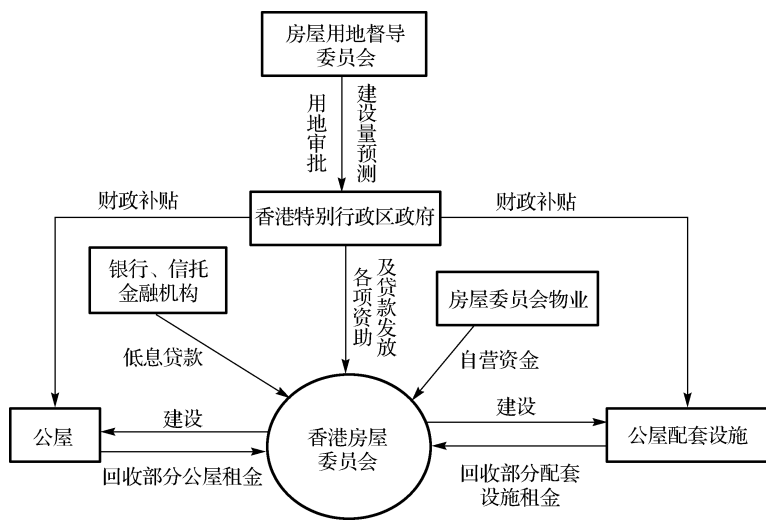 房屋用地督导
委员会
用地审批
建设量预测
财政补贴
香港特别行政区政府
财政补贴
银行、信托
金融机构
各项资助
及贷款发放
房屋委员会物业
低息贷款
自营资金
公屋
建设
香港房屋
委员会
建设
公屋配套设施
回收部分公屋租金
回收部分配套
设施租金